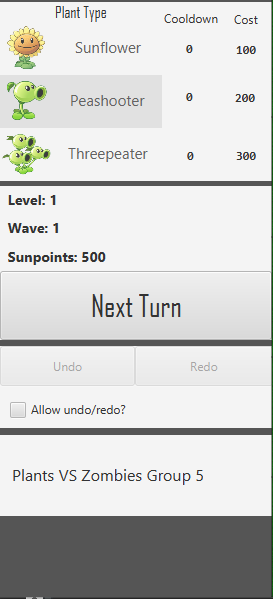 Plant Type Cooldown Cost
Sunflower 0 100
Peashooter 0 200
Threepeater 0 300
Level: 1
Wave: 1
Sunpoints: 500
Next Turn
Undo Redo
Allow undo/redo?
Plants VS Zombies Group 5